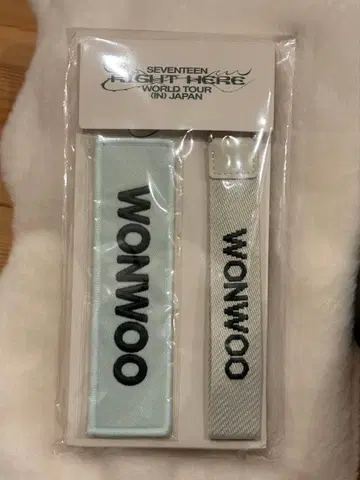 SEVENTEEN
RIGHT HERE
WORLD TOUR
(IN) JAPAN
WONWOO
WONWOO